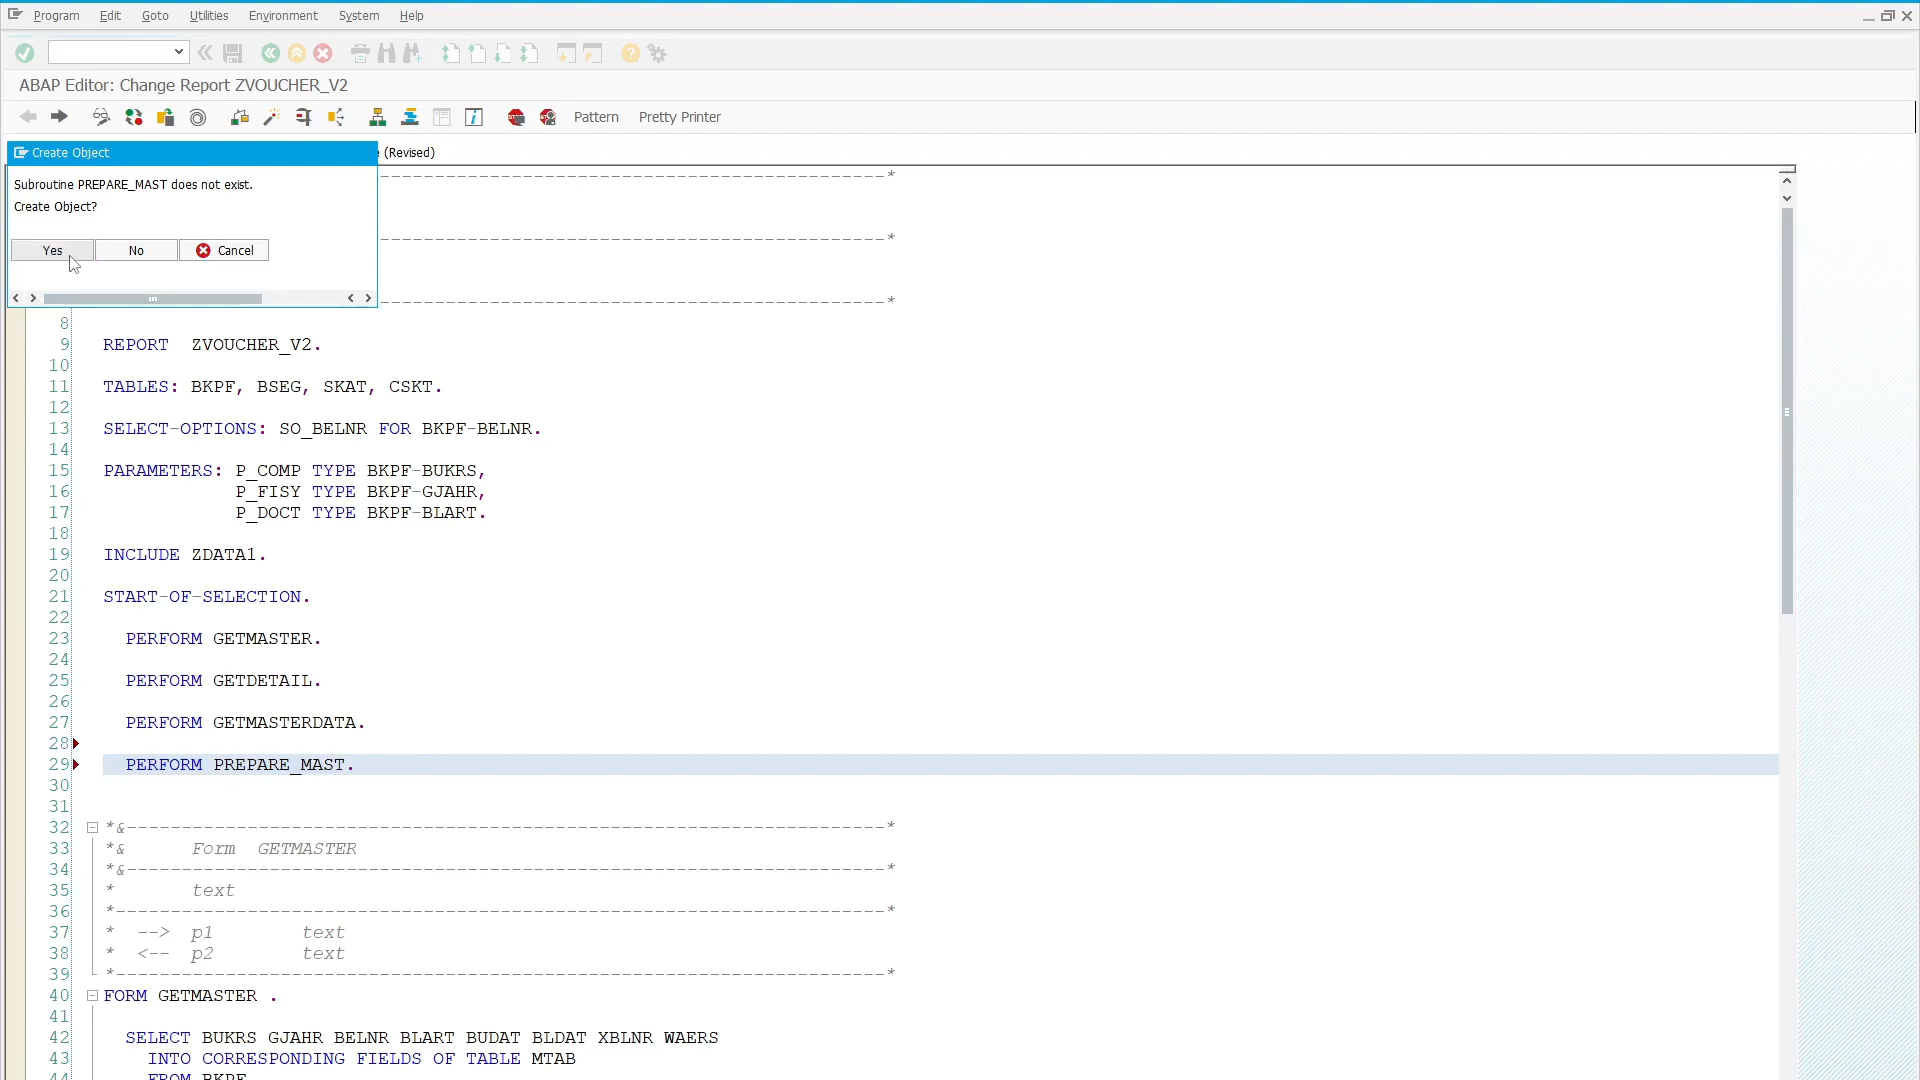 Program Edit Goto Utilities Environment System Help
ABAP Editor: Change Report ZVOUCHER_V2
Pattern Pretty Printer
Create Object
(Revised)
Subroutine PREPARE_MAST does not exist.
Create Object?
Yes No Cancel
-----------------------------------------------*
-----------------------------------------------*
-----------------------------------------------*
8
9 REPORT ZVOUCHER_V2.
10
11 TABLES: BKPF, BSEG, SKAT, CSKT.
12
13 SELECT-OPTIONS: SO_BELNR FOR BKPF-BELNR.
14
15 PARAMETERS: P_COMP TYPE BKPF-BUKRS,
16 P_FISY TYPE BKPF-GJAHR,
17 P_DOCT TYPE BKPF-BLART.
18
19 INCLUDE ZDATA1.
20
21 START-OF-SELECTION.
22
23 PERFORM GETMASTER.
24
25 PERFORM GETDETAIL.
26
27 PERFORM GETMASTERDATA.
28
29 PERFORM PREPARE_MAST.
30
31
32 *&---------------------------------------------------------------------*
33 *& Form GETMASTER
34 *&---------------------------------------------------------------------*
35 * text
36 *----------------------------------------------------------------------*
37 * --> p1 text
38 * <-- p2 text
39 *----------------------------------------------------------------------*
40 FORM GETMASTER .
41
42 SELECT BUKRS GJAHR BELNR BLART BUDAT BLDAT XBLNR WAERS
43 INTO CORRESPONDING FIELDS OF TABLE MTAB
44 FROM BKPF